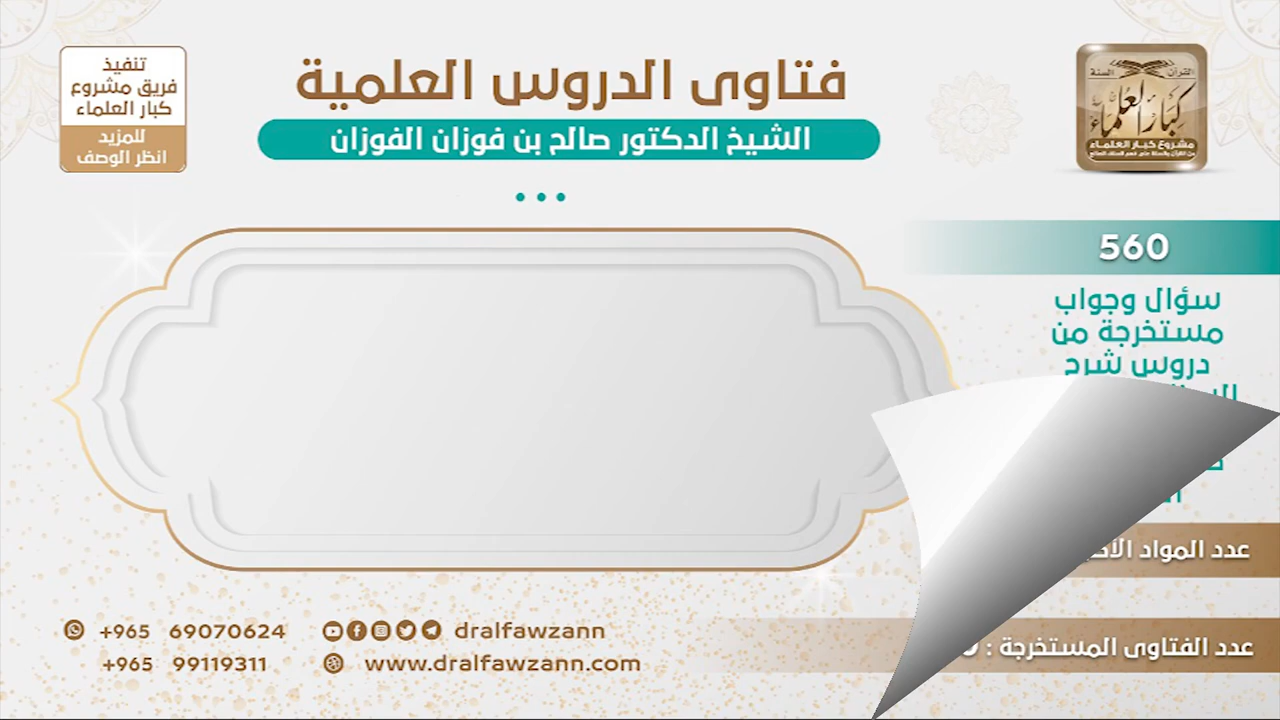 تنفيذ
فريق مشروع
كبار العلماء
للمزيد
انظر الوصف
فتاوى الدروس العلمية
الشيخ الدكتور صالح بن فوزان الفوزان
القرآن السنة
كبار العلماء
مشروع كبار العلماء
560
سؤال وجواب
مستخرجة من
دروس شرح
عدد المواد
عدد الفتاوى المستخرجة :
+965 69070624
+965 99119311
dralfawzann
www.dralfawzann.com